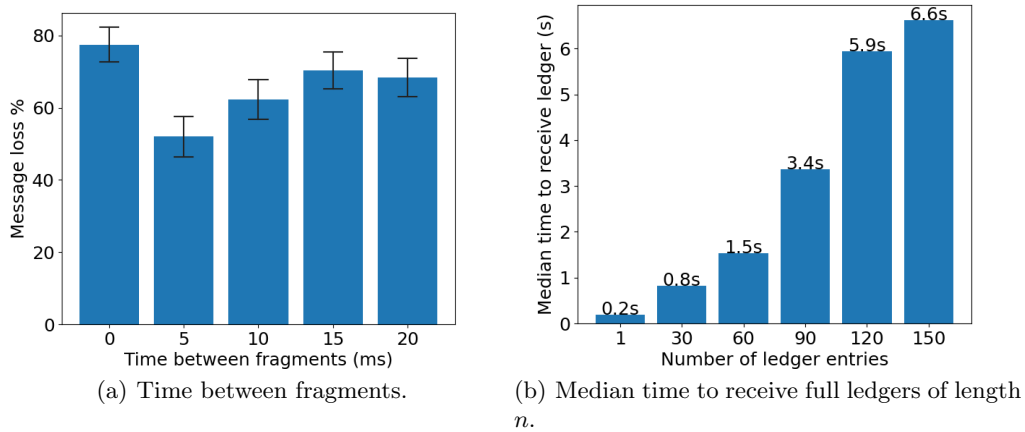 80
60
40
20
0
Message loss %
0 5 10 15 20
Time between fragments (ms)
(a) Time between fragments.
6
5
4
3
2
1
0
Median time to receive ledger (s)
0.2s
0.8s
1.5s
3.4s
5.9s
6.6s
1 30 60 90 120 150
Number of ledger entries
(b) Median time to receive full ledgers of length
n.